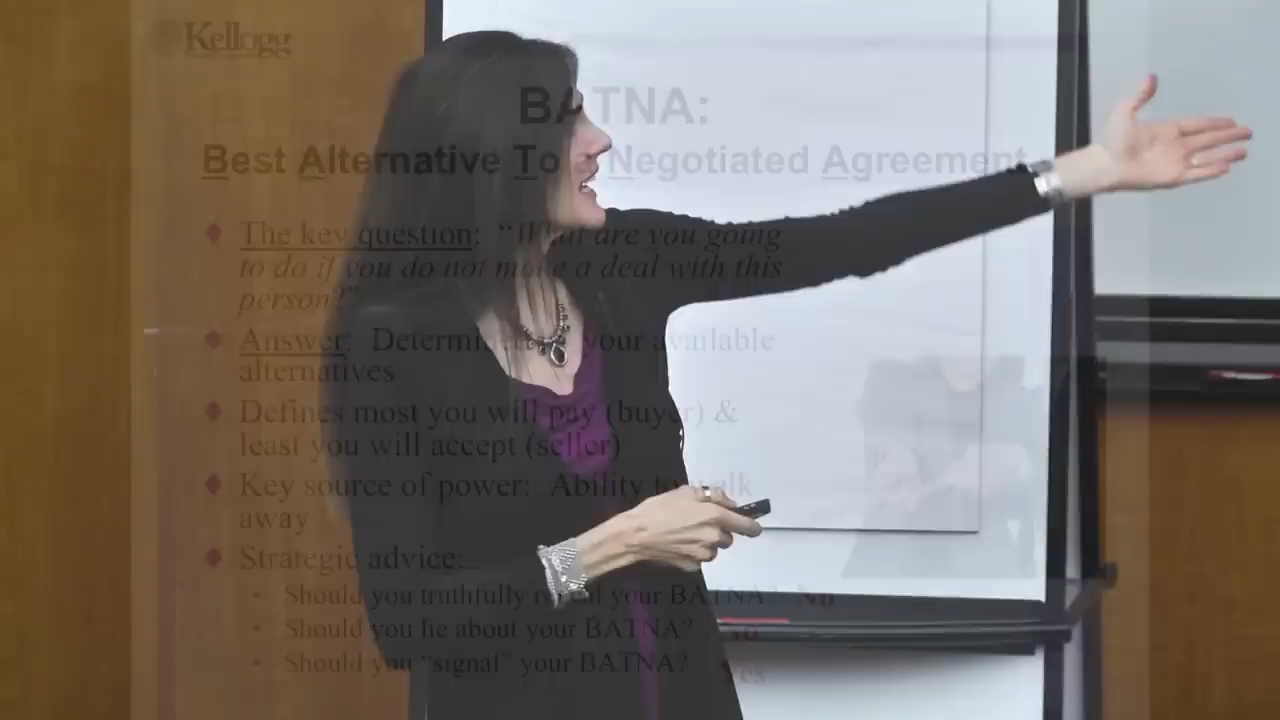 Kellogg
BATNA:
Best Alternative To Negotiated Agreement
The key question: "What are you going
to do if you do not make a deal with this
person?"
Answer: your available
alternatives
Defines most you will pay (buyer) &
least you will accept (seller)
Key source of power: Ability to walk
away
Strategic advice:
Should you truthfully reveal your BATNA? No
Should you lie about your BATNA? No
Should you "signal" your BATNA? Yes